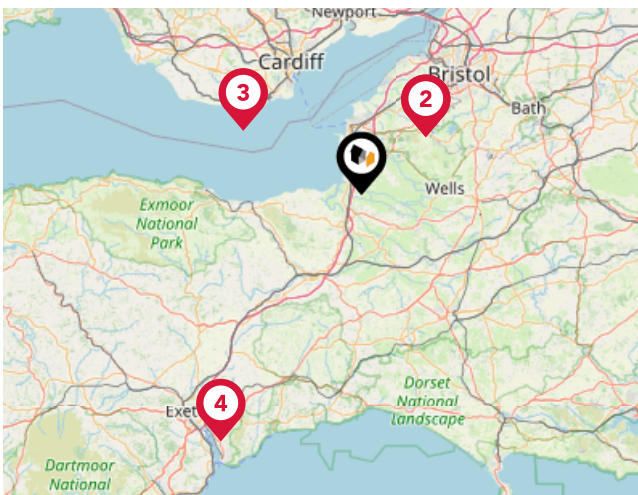 Newport
Cardiff
3
Bristol
2
Bath
Wells
Exmoor
National
Park
Exet
4
Dorset
National
Landscape
Dartmoor
National